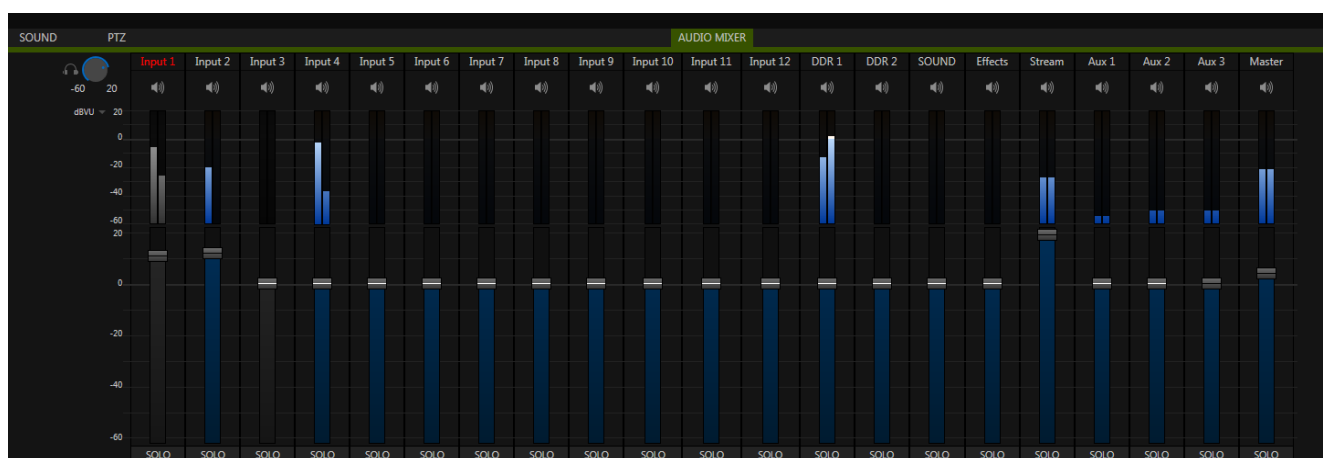 SOUND PTZ AUDIO MIXER
Input 1 Input 2 Input 3 Input 4 Input 5 Input 6 Input 7 Input 8 Input 9 Input 10 Input 11 Input 12 DDR 1 DDR 2 SOUND Effects Stream Aux 1 Aux 2 Aux 3 Master
-60 20
dBVU 20
0
-20
-40
-60
20
0
-20
-40
-60
SOLO SOLO SOLO SOLO SOLO SOLO SOLO SOLO SOLO SOLO SOLO SOLO SOLO SOLO SOLO SOLO SOLO SOLO SOLO SOLO SOLO